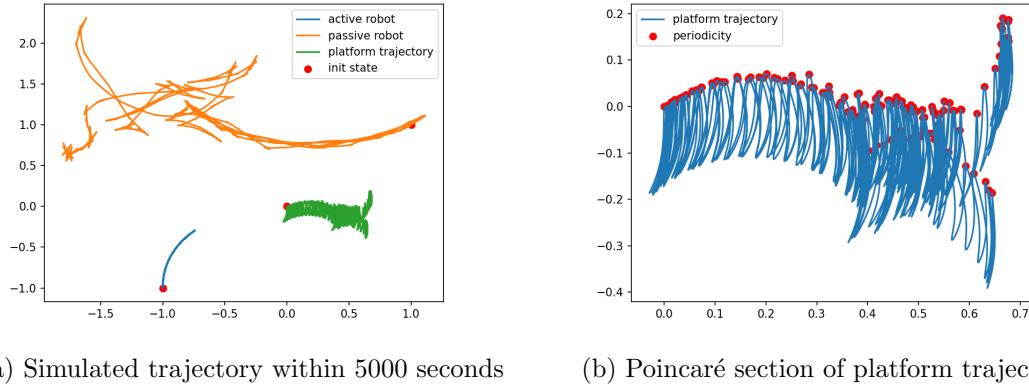 active robot
passive robot
platform trajectory
init state
2.0
1.5
1.0
0.5
0.0
−0.5
−1.0
−1.5 −1.0 −0.5 0.0 0.5 1.0
) Simulated trajectory within 5000 seconds
platform trajectory
periodicity
0.2
0.1
0.0
−0.1
−0.2
−0.3
−0.4
0.0 0.1 0.2 0.3 0.4 0.5 0.6 0.7
(b) Poincaré section of platform trajec